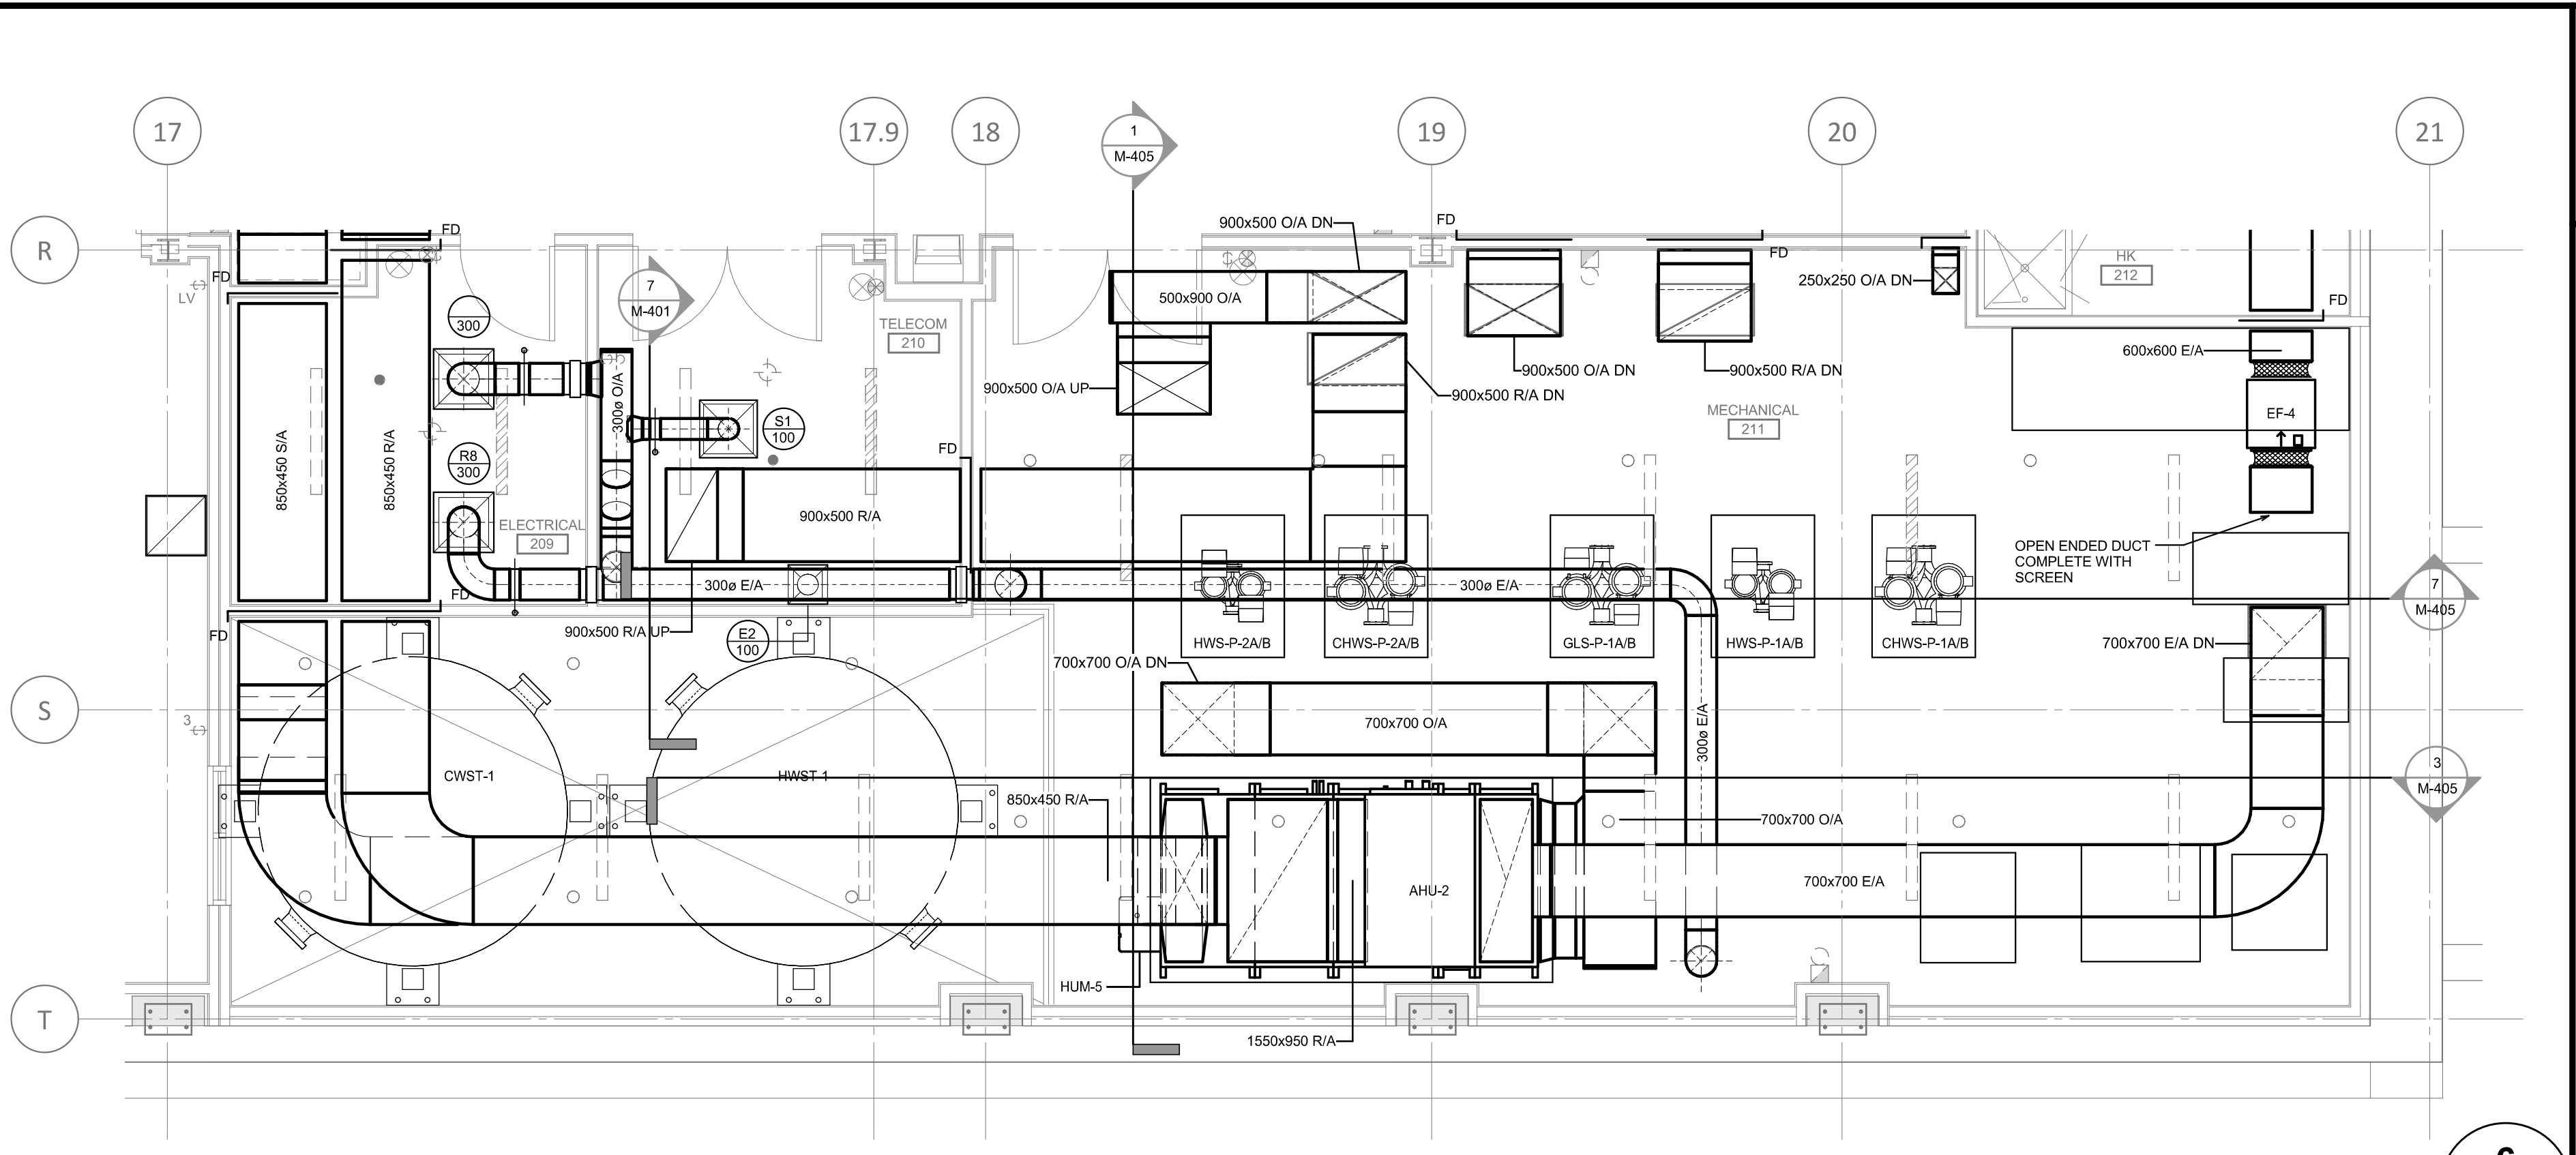 17
17.9
18
1
M-405
19
20
21
R
FD
900x500 O/A DN
FD
FD
HK
212
FD
LV
7
M-401
300
500x900 O/A
250x250 O/A DN
FD
TELECOM
210
600x600 E/A
900x500 O/A UP
900x500 O/A DN
900x500 R/A DN
900x500 R/A DN
300ø O/A
MECHANICAL
211
EF-4
S1
100
850x450 S/A
850x450 R/A
R8
300
FD
900x500 R/A
ELECTRICAL
209
OPEN ENDED DUCT
COMPLETE WITH
SCREEN
300ø E/A
300ø E/A
7
M-405
FD
FD
900x500 R/A UP
E2
100
HWS-P-2A/B
CHWS-P-2A/B
GLS-P-1A/B
HWS-P-1A/B
CHWS-P-1A/B
700x700 E/A DN
700x700 O/A DN
S
3
700x700 O/A
300ø E/A
CWST-1
HWST-1
3
M-405
850x450 R/A
700x700 O/A
AHU-2
700x700 E/A
HUM-5
T
1550x950 R/A